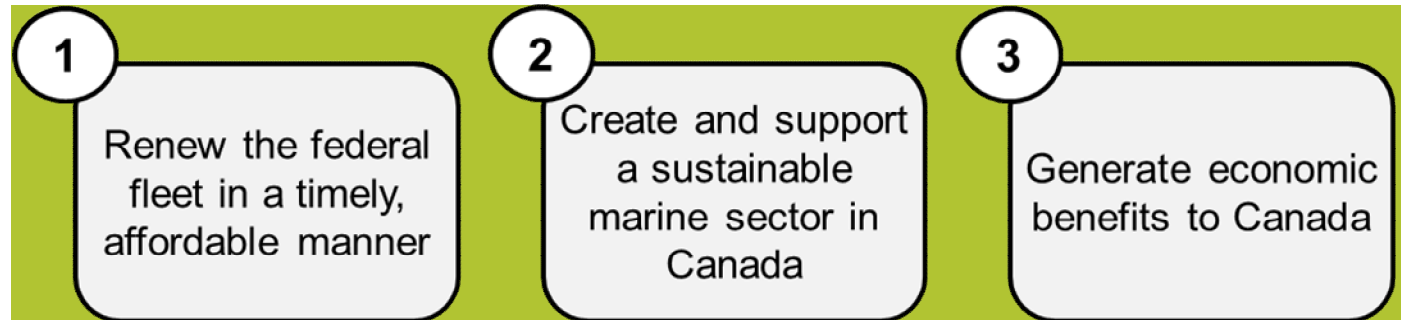 1
Renew the federal
fleet in a timely,
affordable manner
2
Create and support
a sustainable
marine sector in
Canada
3
Generate economic
benefits to Canada